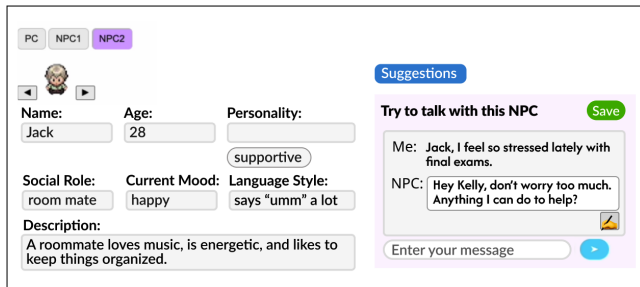 PC NPC1 NPC2
Suggestions
Name: Age: Personality:
Jack 28
supportive
Social Role: Current Mood: Language Style:
room mate happy says “umm” a lot
Description:
A roommate loves music, is energetic, and likes to
keep things organized.
Try to talk with this NPC Save
Me: Jack, I feel so stressed lately with
final exams.
NPC: Hey Kelly, don’t worry too much.
Anything I can do to help?
Enter your message